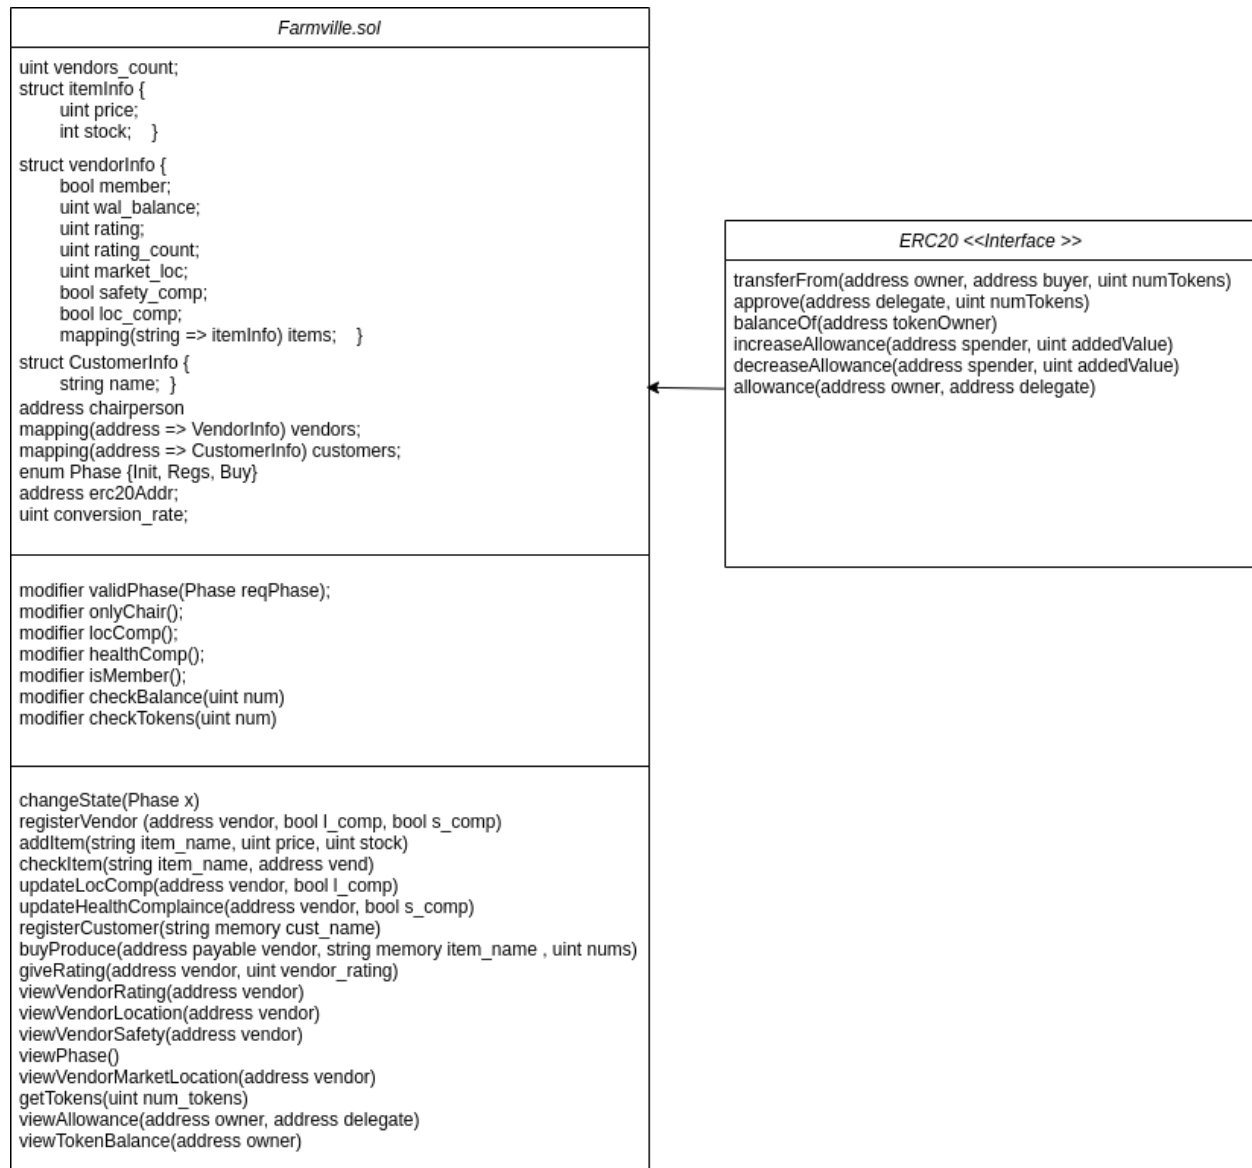 Farmville.sol
uint vendors_count;
struct itemInfo {
uint price;
int stock; }
struct vendorInfo {
bool member;
uint wal_balance;
uint rating;
uint rating_count;
uint market_loc;
bool safety_comp;
bool loc_comp;
mapping(string => itemInfo) items; }
struct CustomerInfo {
string name; }
address chairperson
mapping(address => VendorInfo) vendors;
mapping(address => CustomerInfo) customers;
enum Phase {Init, Regs, Buy}
address erc20Addr;
uint conversion_rate;
modifier validPhase(Phase reqPhase);
modifier onlyChair();
modifier locComp();
modifier healthComp();
modifier isMember();
modifier checkBalance(uint num)
modifier checkTokens(uint num)
changeState(Phase x)
registerVendor (address vendor, bool l_comp, bool s_comp)
addItem(string item_name, uint price, uint stock)
checkItem(string item_name, address vend)
updateLocComp(address vendor, bool l_comp)
updateHealthComplaince(address vendor, bool s_comp)
registerCustomer(string memory cust_name)
buyProduce(address payable vendor, string memory item_name , uint nums)
giveRating(address vendor, uint vendor_rating)
viewVendorRating(address vendor)
viewVendorLocation(address vendor)
viewVendorSafety(address vendor)
viewPhase()
viewVendorMarketLocation(address vendor)
getTokens(uint num_tokens)
viewAllowance(address owner, address delegate)
viewTokenBalance(address owner)
ERC20 <<Interface >>
transferFrom(address owner, address buyer, uint numTokens)
approve(address delegate, uint numTokens)
balanceOf(address tokenOwner)
increaseAllowance(address spender, uint addedValue)
decreaseAllowance(address spender, uint addedValue)
allowance(address owner, address delegate)